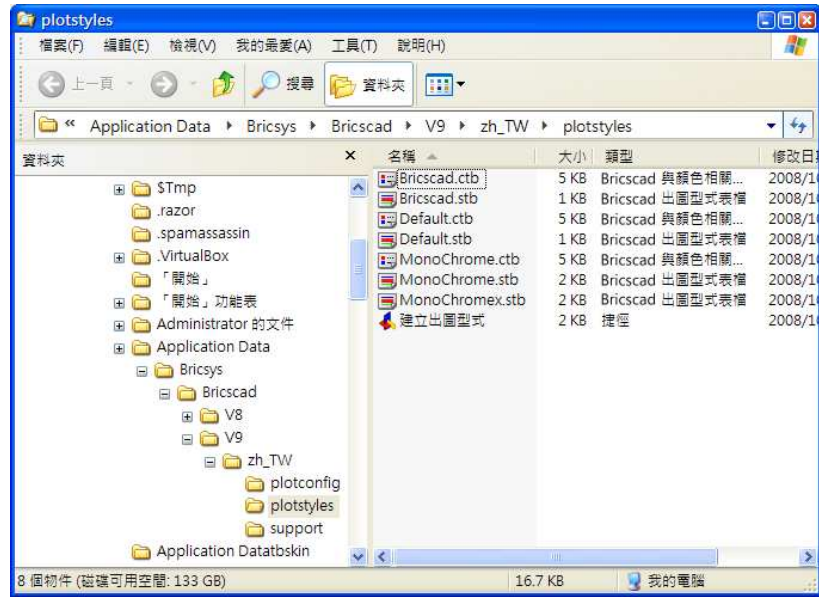 plotstyles
檔案(F) 編輯(E) 檢視(V) 我的最愛(A) 工具(T) 說明(H)
上一頁 搜尋 資料夾
« Application Data Bricsys Bricscad V9 zh_TW plotstyles
資料夾 × 名稱 大小 類型 修改日
$Tmp
.razor
.spamassassin
.VirtualBox
「開始」
「開始」功能表
Administrator 的文件
Application Data
Bricsys
Bricscad
V8
V9
zh_TW
plotconfig
plotstyles
support
Application Datatbskin
Bricscad.ctb 5 KB Bricscad 與顏色相關... 2008/1
Bricscad.stb 1 KB Bricscad 出圖型式表檔 2008/1
Default.ctb 5 KB Bricscad 與顏色相關... 2008/1
Default.stb 1 KB Bricscad 出圖型式表檔 2008/1
MonoChrome.ctb 5 KB Bricscad 與顏色相關... 2008/1
MonoChrome.stb 2 KB Bricscad 出圖型式表檔 2008/1
MonoChromex.stb 2 KB Bricscad 出圖型式表檔 2008/1
建立出圖型式 2 KB 捷徑 2008/1
8 個物件 (磁碟可用空間: 133 GB) 16.7 KB 我的電腦